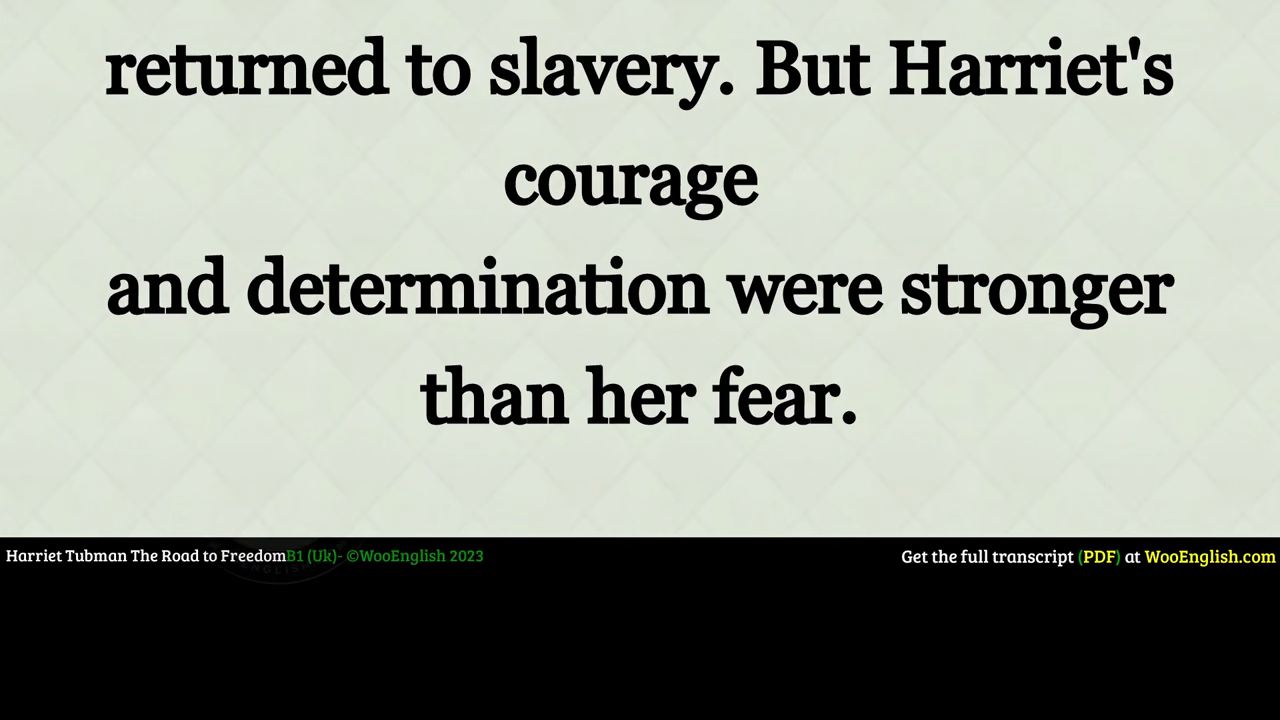 returned to slavery. But Harriet's
courage
and determination were stronger
than her fear.
Harriet Tubman The Road to FreedomB1 (Uk)- ©WooEnglish 2023
Get the full transcript (PDF) at WooEnglish.com